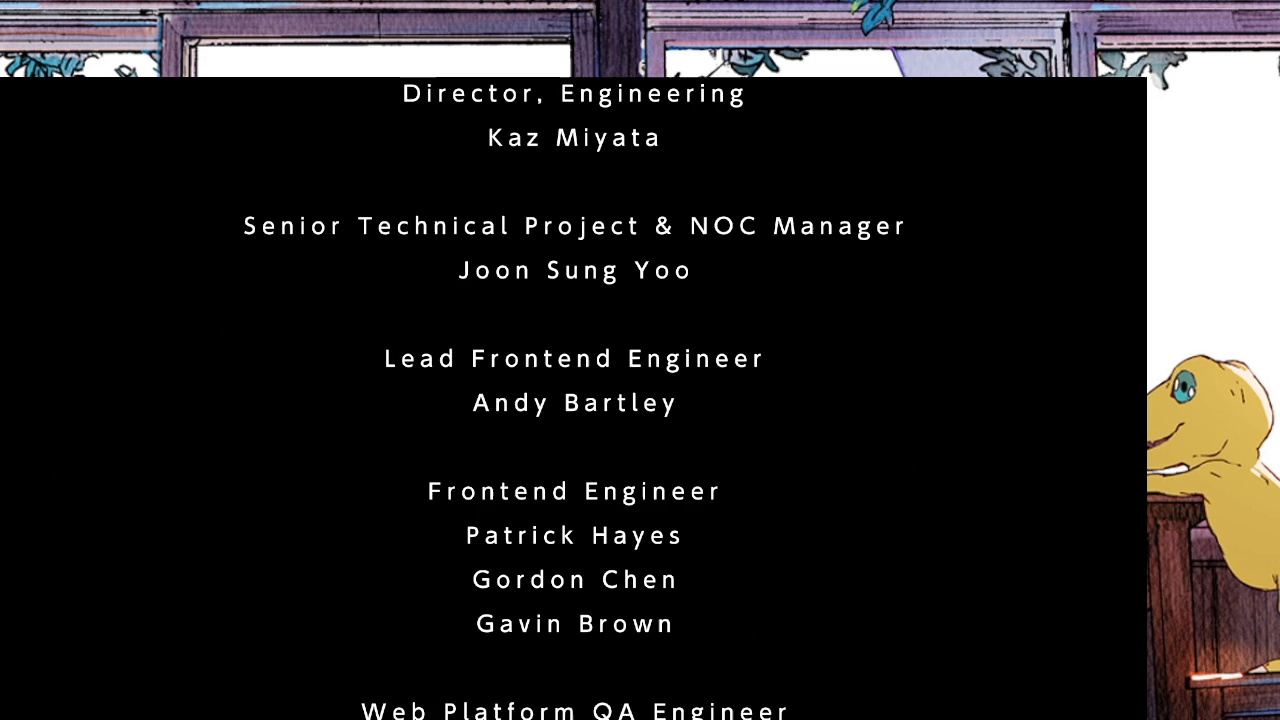 Director, Engineering
Kaz Miyata
Senior Technical Project & NOC Manager
Joon Sung Yoo
Lead Frontend Engineer
Andy Bartley
Frontend Engineer
Patrick Hayes
Gordon Chen
Gavin Brown
Web Platform QA Engineer